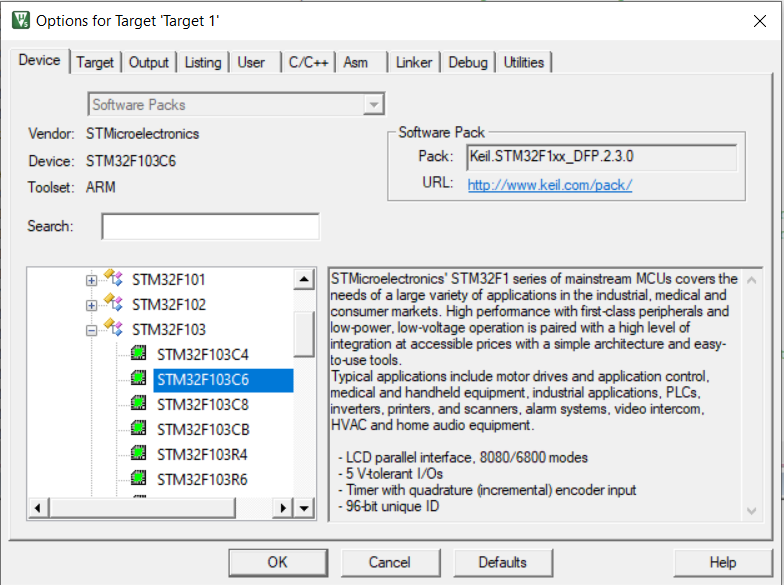 Options for Target 'Target 1'
Device Target Output Listing User C/C++ Asm Linker Debug Utilities
Software Packs
Vendor: STMicroelectronics
Device: STM32F103C6
Toolset: ARM
Software Pack
Pack: Keil.STM32F1xx_DFP.2.3.0
URL: http://www.keil.com/pack/
Search:
STM32F101
STM32F102
STM32F103
STM32F103C4
STM32F103C6
STM32F103C8
STM32F103CB
STM32F103R4
STM32F103R6
STMicroelectronics' STM32F1 series of mainstream MCUs covers the
needs of a large variety of applications in the industrial, medical and
consumer markets. High performance with first-class peripherals and
low-power, low-voltage operation is paired with a high level of
integration at accessible prices with a simple architecture and easy-
to-use tools.
Typical applications include motor drives and application control,
medical and handheld equipment, industrial applications, PLCs,
inverters, printers, and scanners, alarm systems, video intercom,
HVAC and home audio equipment.
- LCD parallel interface, 8080/6800 modes
- 5 V-tolerant I/Os
- Timer with quadrature (incremental) encoder input
- 96-bit unique ID
OK Cancel Defaults Help